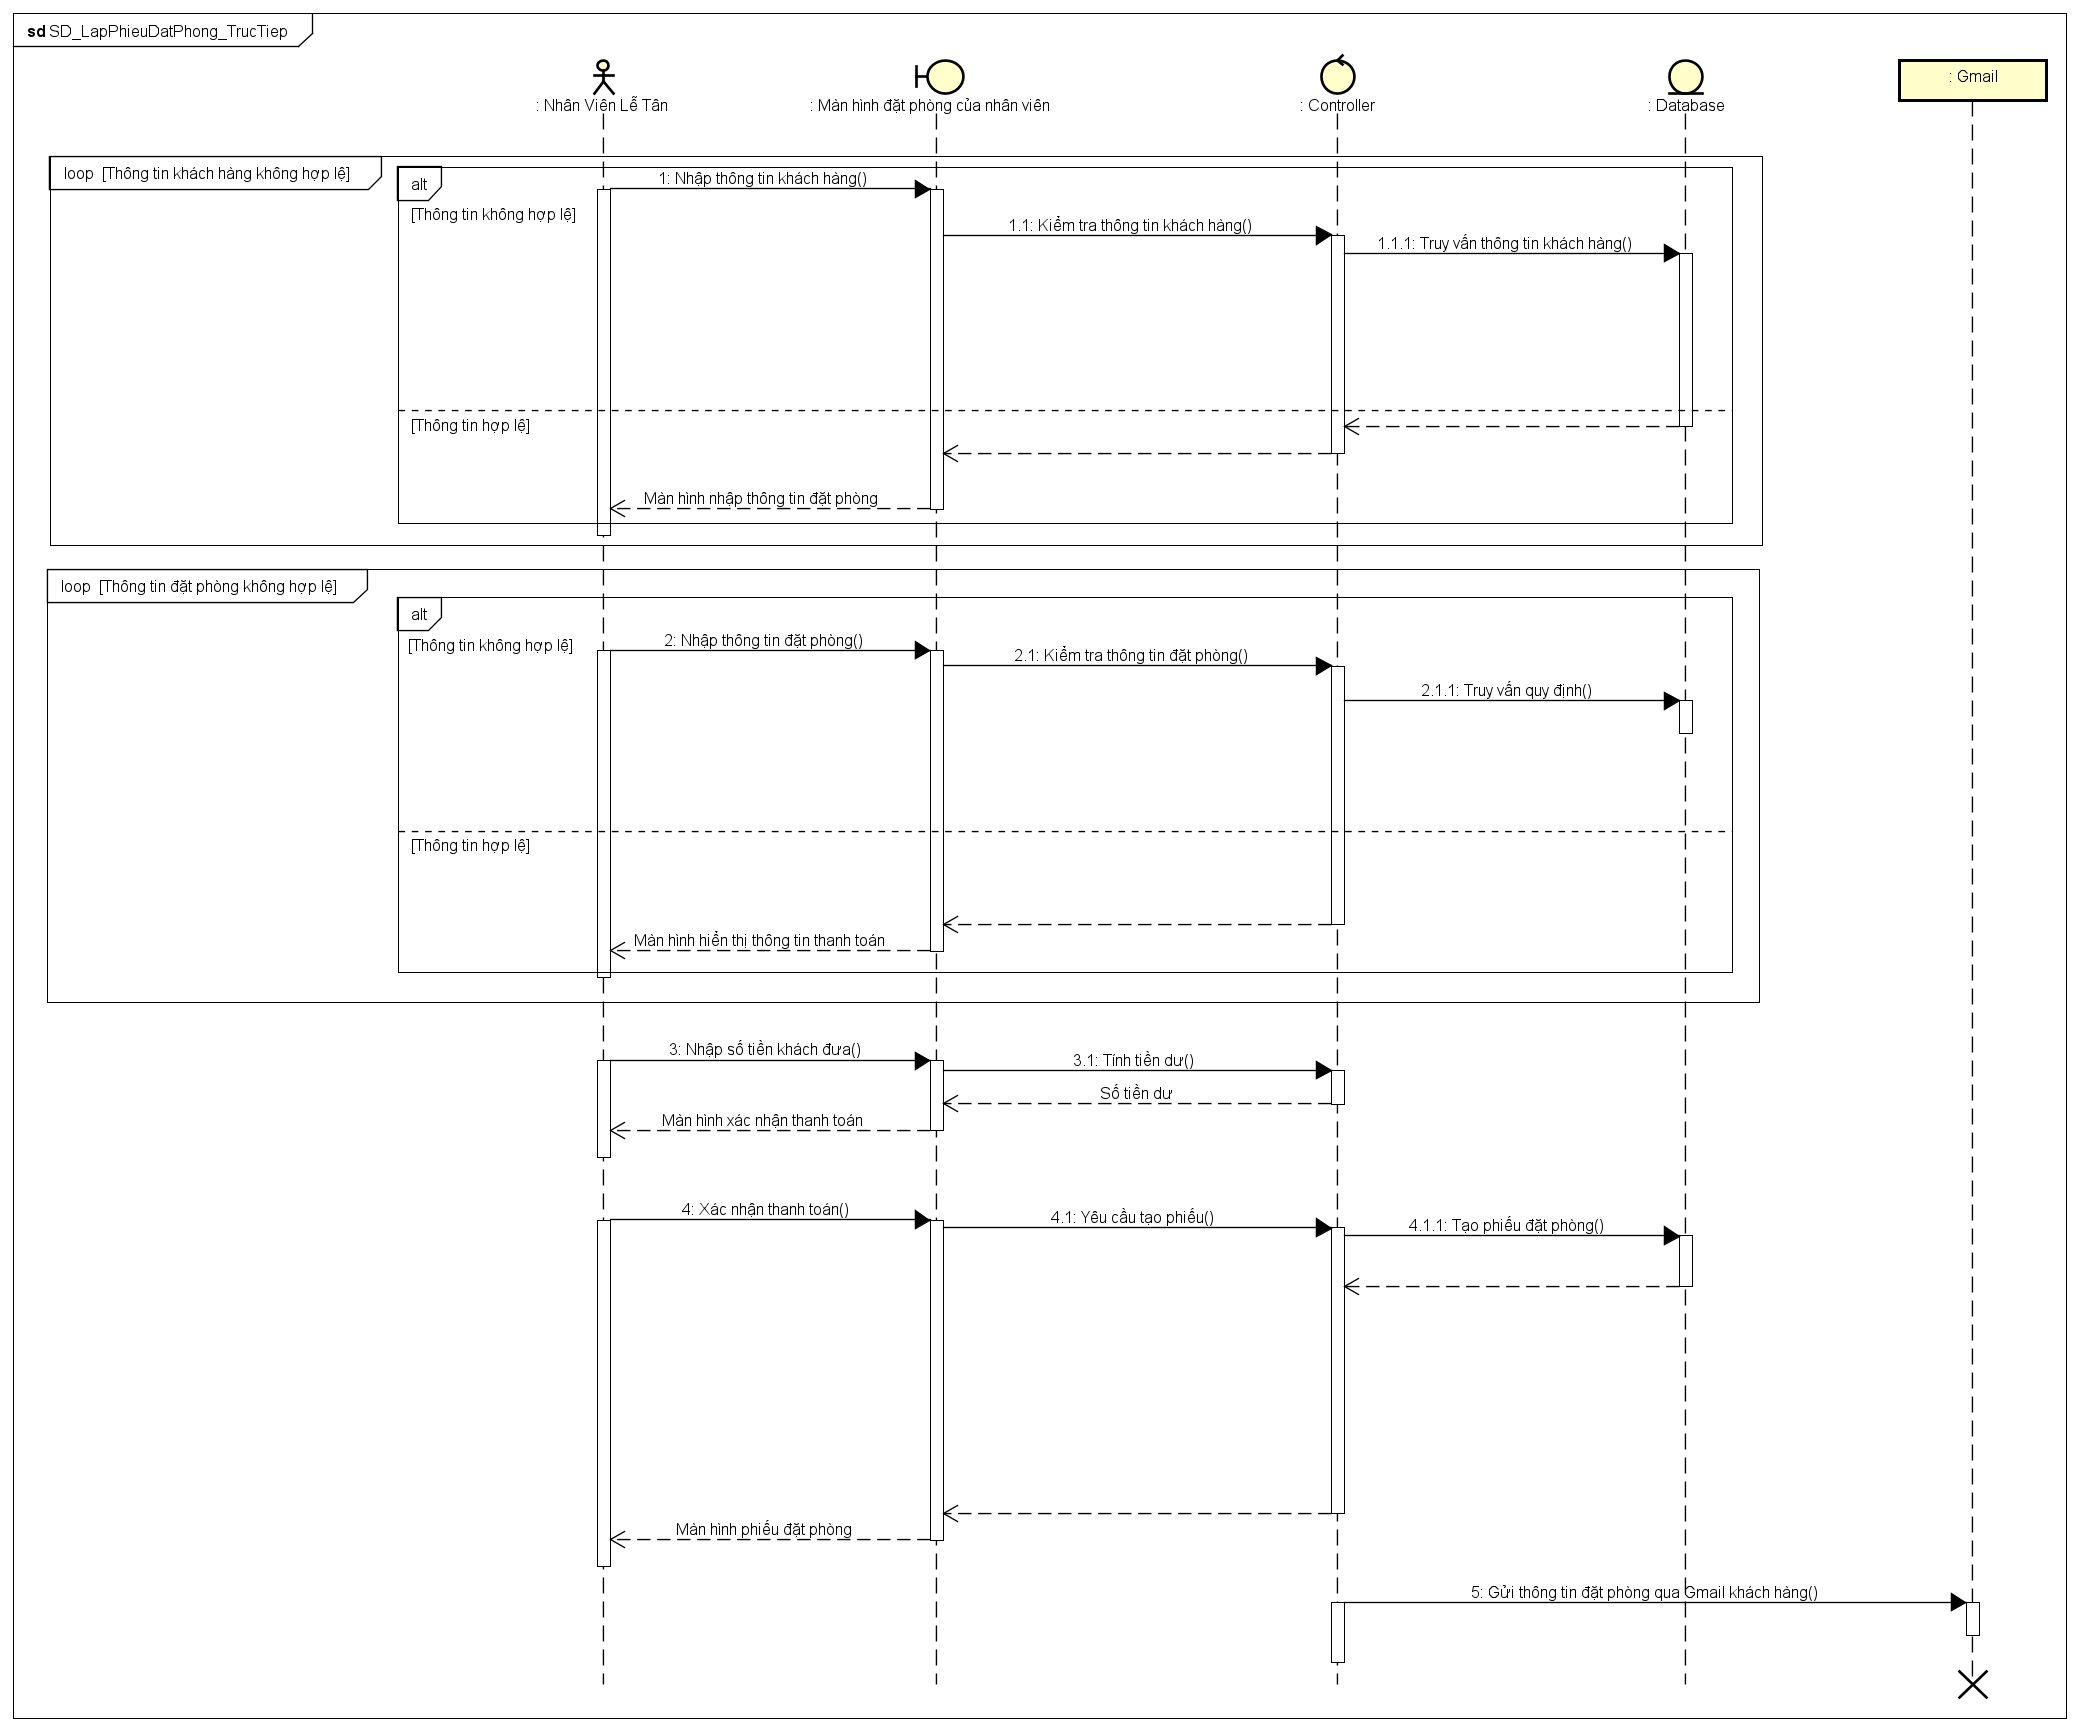 sd SD_LapPhieuDatPhong_TrucTiep
: Nhân Viên Lễ Tân
: Màn hình đặt phòng của nhân viên
: Controller
: Database
: Gmail
loop [Thông tin khách hàng không hợp lệ]
alt
1: Nhập thông tin khách hàng()
[Thông tin không hợp lệ]
1.1: Kiểm tra thông tin khách hàng()
1.1.1: Truy vấn thông tin khách hàng()
[Thông tin hợp lệ]
Màn hình nhập thông tin đặt phòng
loop [Thông tin đặt phòng không hợp lệ]
alt
[Thông tin không hợp lệ]
2: Nhập thông tin đặt phòng()
2.1: Kiểm tra thông tin đặt phòng()
2.1.1: Truy vấn quy định()
[Thông tin hợp lệ]
Màn hình hiển thị thông tin thanh toán
3: Nhập số tiền khách đưa()
3.1: Tính tiền dư()
Số tiền dư
Màn hình xác nhận thanh toán
4: Xác nhận thanh toán()
4.1: Yêu cầu tạo phiếu()
4.1.1: Tạo phiếu đặt phòng()
Màn hình phiếu đặt phòng
5: Gửi thông tin đặt phòng qua Gmail khách hàng()